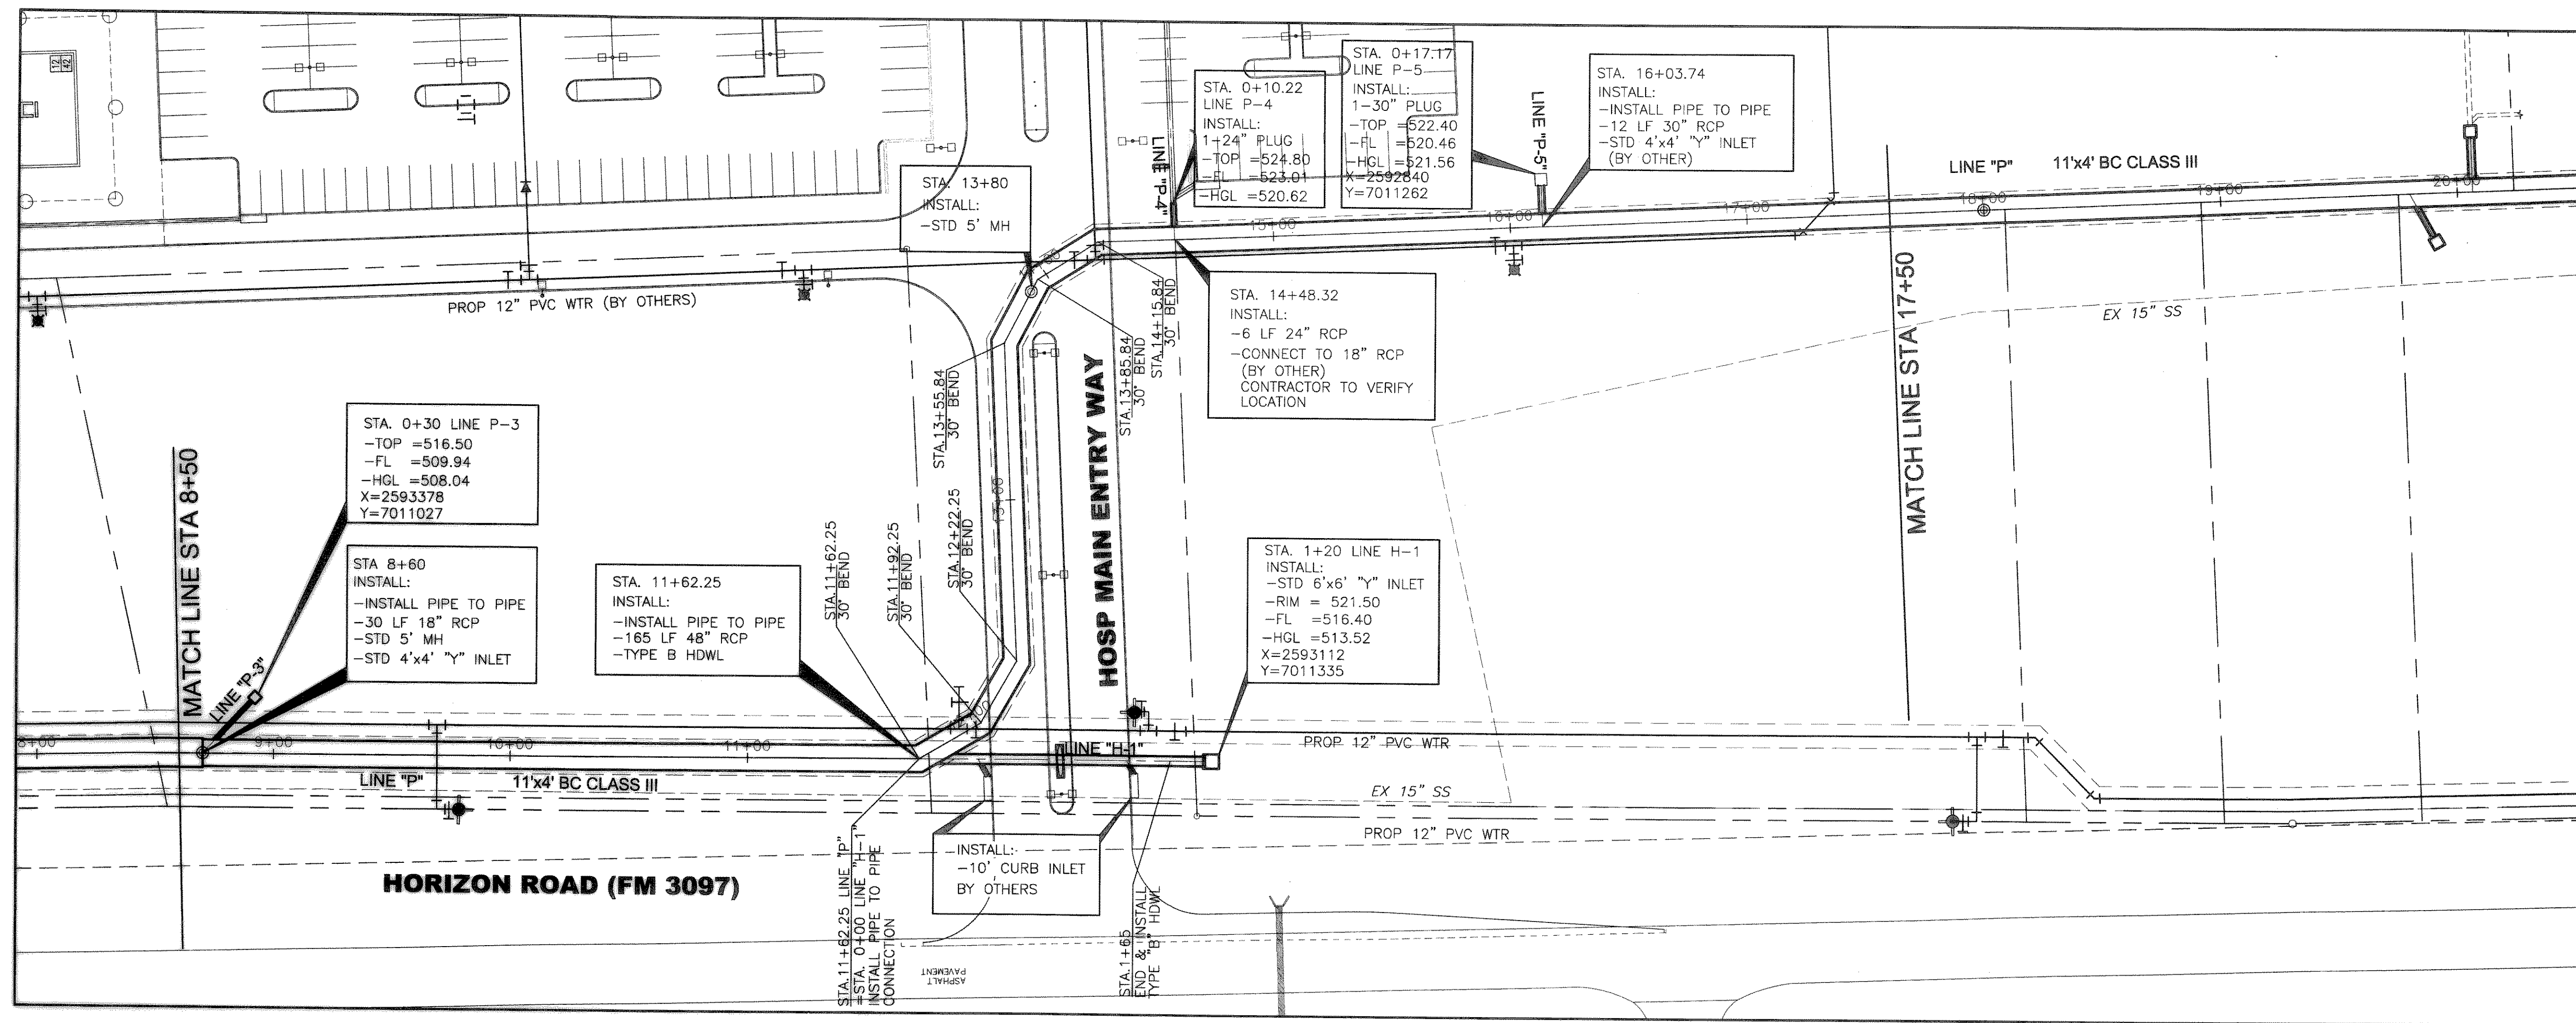 12
42
STA. 0+10.22
LINE P-4
INSTALL:
1-24" PLUG
-TOP =524.80
-FL =523.01
-HGL =520.62
STA. 0+17.17
LINE P-5
INSTALL:
1-30" PLUG
-TOP =522.40
-FL =520.46
-HGL =521.56
X=2592840
Y=7011262
STA. 16+03.74
INSTALL:
-INSTALL PIPE TO PIPE
-12 LF 30" RCP
-STD 4'x4' "Y" INLET
(BY OTHER)
LINE "P-4"
LINE "P-5"
LINE "P"
11'x4' BC CLASS III
STA. 13+80
INSTALL:
-STD 5' MH
15+00
16+00
17+00
18+00
19+00
20+00
PROP 12" PVC WTR (BY OTHERS)
STA. 14+48.32
INSTALL:
-6 LF 24" RCP
-CONNECT TO 18" RCP
(BY OTHER)
CONTRACTOR TO VERIFY
LOCATION
EX 15" SS
MATCH LINE STA 17+50
STA.14+15.84
30° BEND
STA.13+85.84
30° BEND
STA.13+55.84
30° BEND
HOSP MAIN ENTRY WAY
13+00
STA.12+22.25
30° BEND
STA.11+92.25
30° BEND
STA.11+62.25
30° BEND
STA. 0+30 LINE P-3
-TOP =516.50
-FL =509.94
-HGL =508.04
X=2593378
Y=7011027
MATCH LINE STA 8+50
STA 8+60
INSTALL:
-INSTALL PIPE TO PIPE
-30 LF 18" RCP
-STD 5' MH
-STD 4'x4' "Y" INLET
STA. 11+62.25
INSTALL:
-INSTALL PIPE TO PIPE
-165 LF 48" RCP
-TYPE B HDWL
STA. 1+20 LINE H-1
INSTALL:
-STD 6'x6' "Y" INLET
-RIM = 521.50
-FL =516.40
-HGL =513.52
X=2593112
Y=7011335
LINE "P-3"
8+00
9+00
10+00
11+00
LINE "H-1"
PROP 12" PVC WTR
LINE "P"
11'x4' BC CLASS III
EX 15" SS
PROP 12" PVC WTR
INSTALL:
-10' CURB INLET
BY OTHERS
HORIZON ROAD (FM 3097)
STA.11+62.25 LINE "P"
=STA. 0+00 LINE "H-1"
INSTALL PIPE TO PIPE
CONNECTION
STA.1+65
END & INSTALL
TYPE "B" HDWL
ASPHALT
PAVEMENT